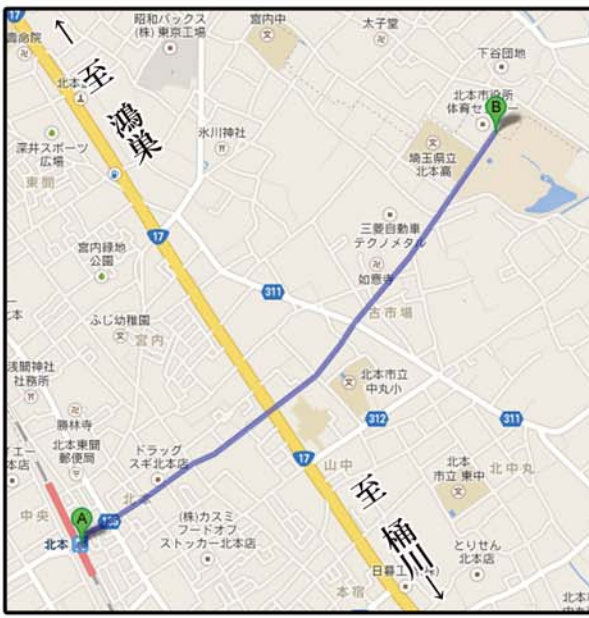 17
昭和パックス
(株)東京工場
宮内中
太子堂
寿命院
下谷団地
至 鴻巣
北本市役所
B
深井スポーツ
広場
氷川神社
埼玉県立
北本高
東間
17
三菱自動車
テクノメタル
宮内緑地
公園
如意寺
311
古市場
ふじ幼稚園
宮内
浅間神社
社務所
北本市立
中丸小
勝林寺
312
311
北本東間
郵便局
ドラッグ
スギ北本店
17
山中
北本
市立 東中
北中丸
至 桶川
中央
A
(株)カスミ
フードオフ
ストッカー北本店
北本
とりせん
北本店
本宿